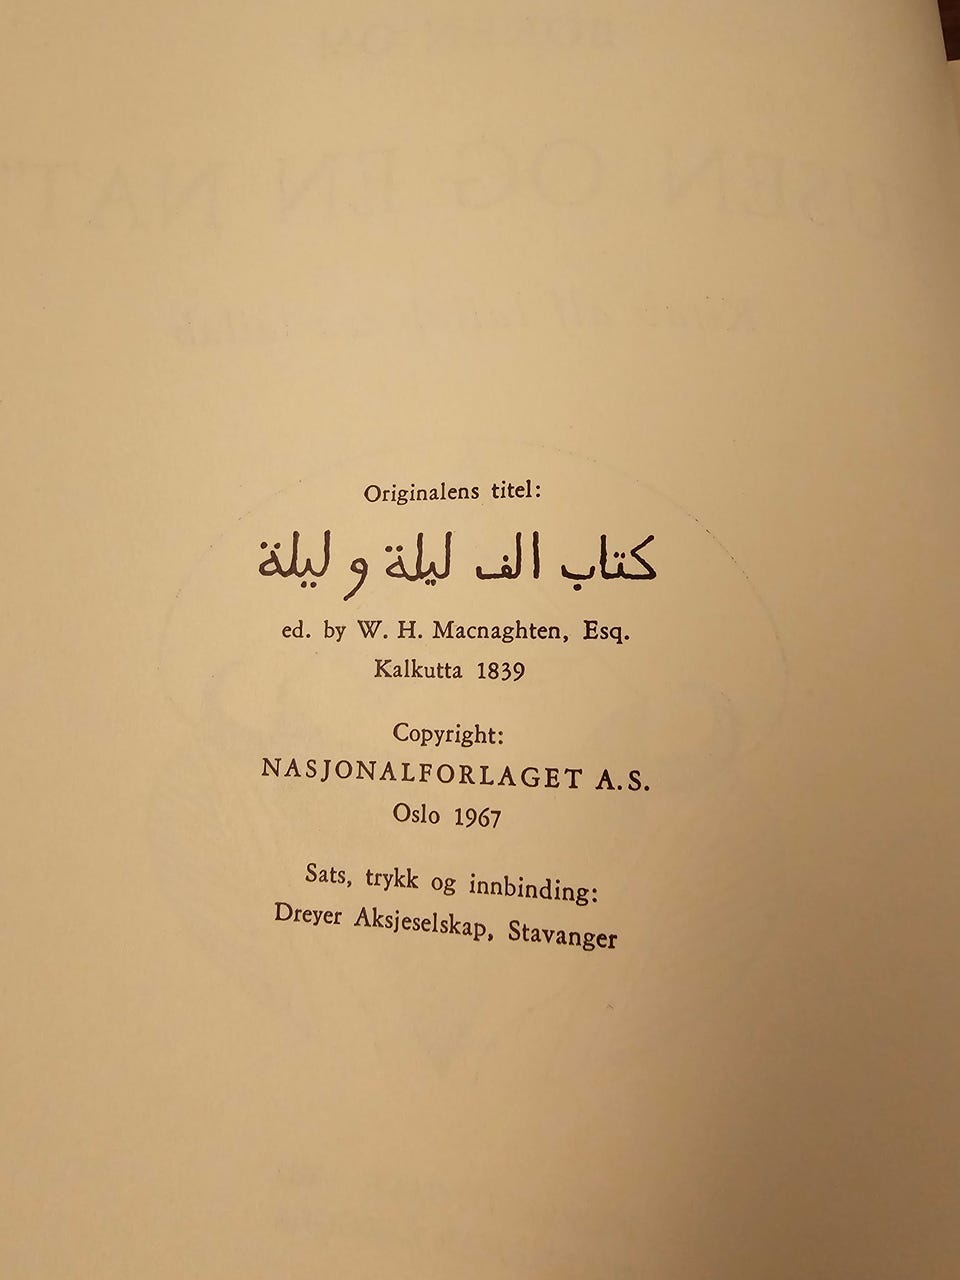 Originalens titel:
كتاب الف ليلة و ليلة
ed. by W. H. Macnaghten, Esq.
Kalkutta 1839
Copyright:
NASJONALFORLAGET A.S.
Oslo 1967
Sats, trykk og innbinding:
Dreyer Aksjeselskap, Stavanger